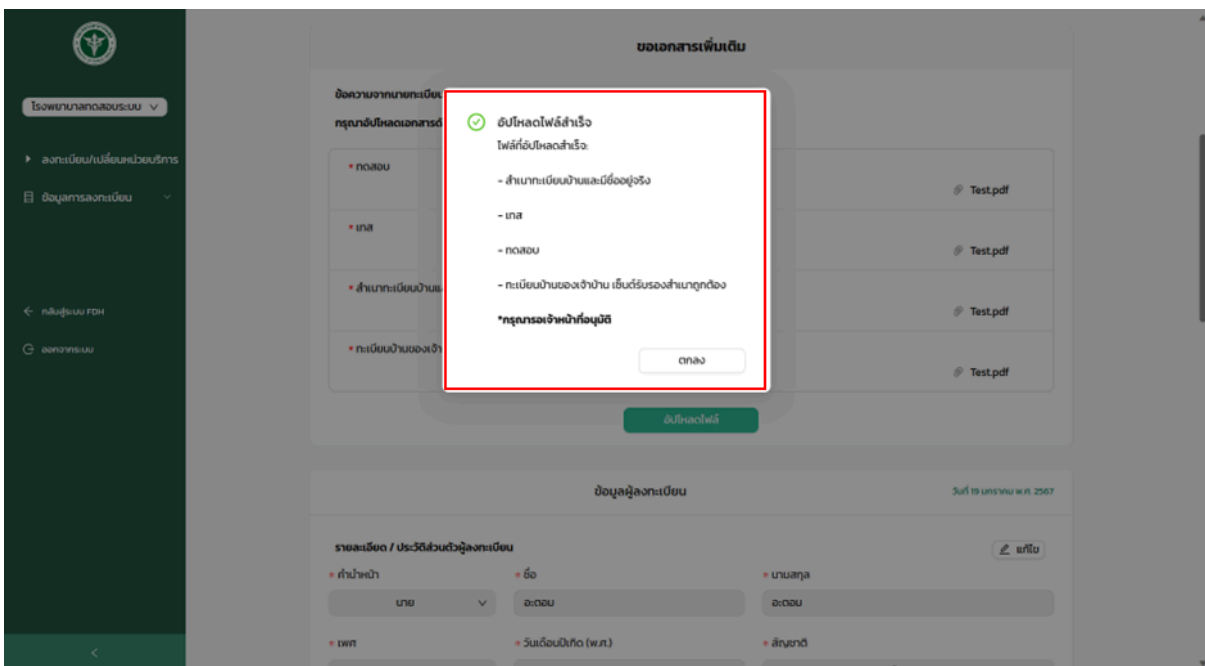 ขอเอกสารเพิ่มเติม
โรงพยาบาลทดสอบระบบ
ลงทะเบียน/เปลี่ยนหน่วยบริการ
ข้อมูลการลงทะเบียน
กลับสู่ระบบ FDH
ออกจากระบบ
ข้อความจากนายทะเบียน
กรุณาอัปโหลดเอกสาร
* ทดสอบ
Test.pdf
* เทส
Test.pdf
* สำเนาทะเบียนบ้าน
Test.pdf
* ทะเบียนบ้านของเจ้า
Test.pdf
อัปโหลดไฟล์สำเร็จ
ไฟล์ที่อัปโหลดสำเร็จ:
- สำเนาทะเบียนบ้านและมีชื่ออยู่จริง
- เทส
- ทดสอบ
- ทะเบียนบ้านของเจ้าบ้าน เซ็นต์รับรองสำเนาถูกต้อง
*กรุณารอเจ้าหน้าที่อนุมัติ
ตกลง
อัปโหลดไฟล์
ข้อมูลผู้ลงทะเบียน
วันที่ 19 มกราคม พ.ศ. 2567
รายละเอียด / ประวัติส่วนตัวผู้ลงทะเบียน
แก้ไข
* คำนำหน้า * ชื่อ * นามสกุล
นาย อะตอม อะตอม
* เพศ * วันเดือนปีเกิด (พ.ศ.) * สัญชาติ